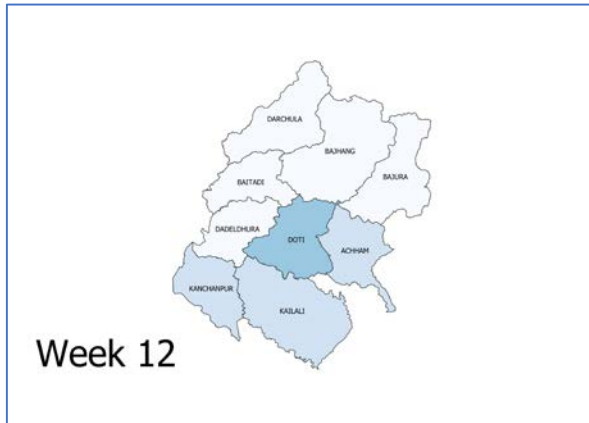 DARCHULA
BAJHANG
BAJURA
BAITADI
DADELDHURA
DOTI
ACHHAM
KANCHANPUR
KAILALI
Week 12